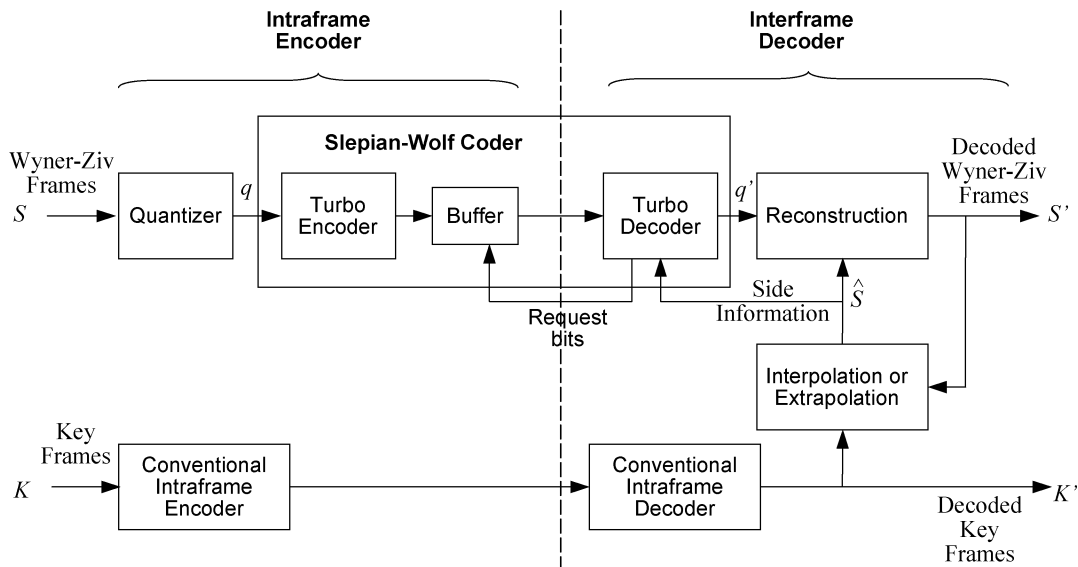 Intraframe
Encoder
Interframe
Decoder
Slepian-Wolf Coder
Wyner-Ziv
Frames
S
Quantizer
q
Turbo
Encoder
Buffer
Turbo
Decoder
q’
Reconstruction
Decoded
Wyner-Ziv
Frames
S’
Request
bits
Side
Information
Ŝ
Interpolation or
Extrapolation
Key
Frames
K
Conventional
Intraframe
Encoder
Conventional
Intraframe
Decoder
K’
Decoded
Key
Frames